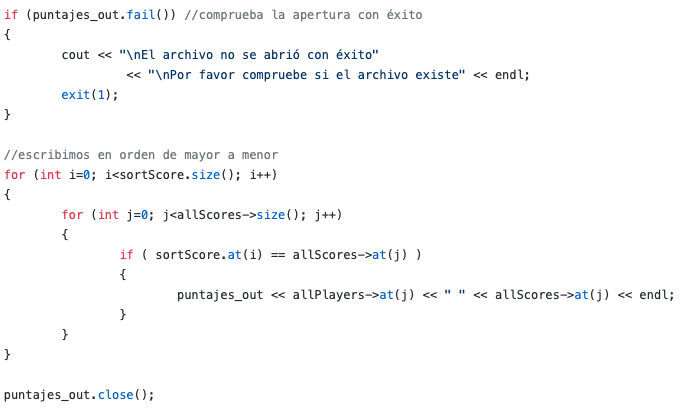 if (puntajes_out.fail()) //comprueba la apertura con éxito
{
cout << "\nEl archivo no se abrió con éxito"
<< "\nPor favor compruebe si el archivo existe" << endl;
exit(1);
}
//escribimos en orden de mayor a menor
for (int i=0; i<sortScore.size(); i++)
{
for (int j=0; j<allScores->size(); j++)
{
if ( sortScore.at(i) == allScores->at(j) )
{
puntajes_out << allPlayers->at(j) << " " << allScores->at(j) << endl;
}
}
}
puntajes_out.close();